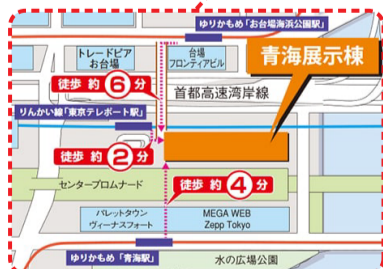 ゆりかもめ「お台場海浜公園駅」
トレードピア
お台場
台場
フロンティアビル
青海展示棟
徒歩 約 6 分
首都高速湾岸線
りんかい線「東京テレポート駅」
徒歩 約 2 分
センタープロムナード
徒歩 約 4 分
パレットタウン
ヴィーナスフォート
MEGA WEB
Zepp Tokyo
ゆりかもめ「青海駅」
水の広場公園